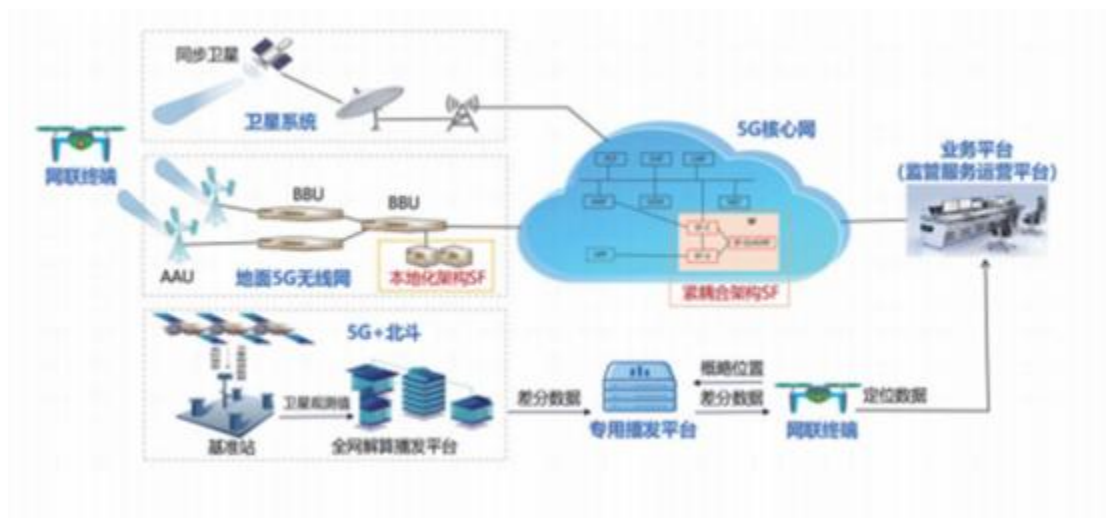 同步卫星
卫星系统
网联终端
BBU
BBU
AAU
地面5G无线网
本地化架构SF
5G核心网
紧耦合架构SF
业务平台
(监管服务运营平台)
5G+北斗
卫星观测值
基准站
全网解算播发平台
差分数据
专用播发平台
概略位置
差分数据
网联终端
定位数据